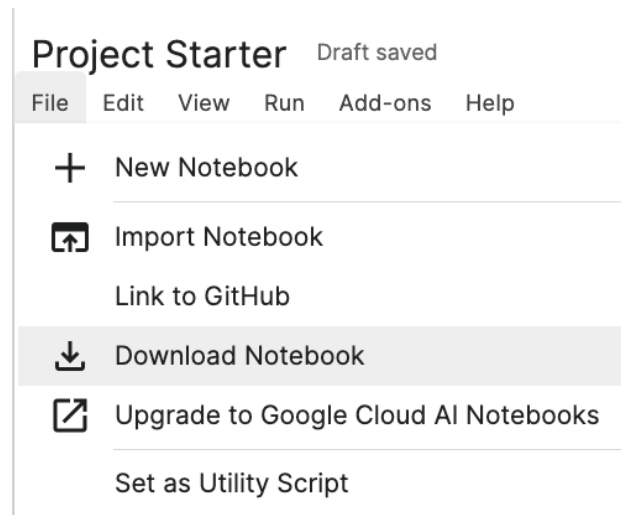 Project Starter Draft saved
File Edit View Run Add-ons Help
New Notebook
Import Notebook
Link to GitHub
Download Notebook
Upgrade to Google Cloud AI Notebooks
Set as Utility Script